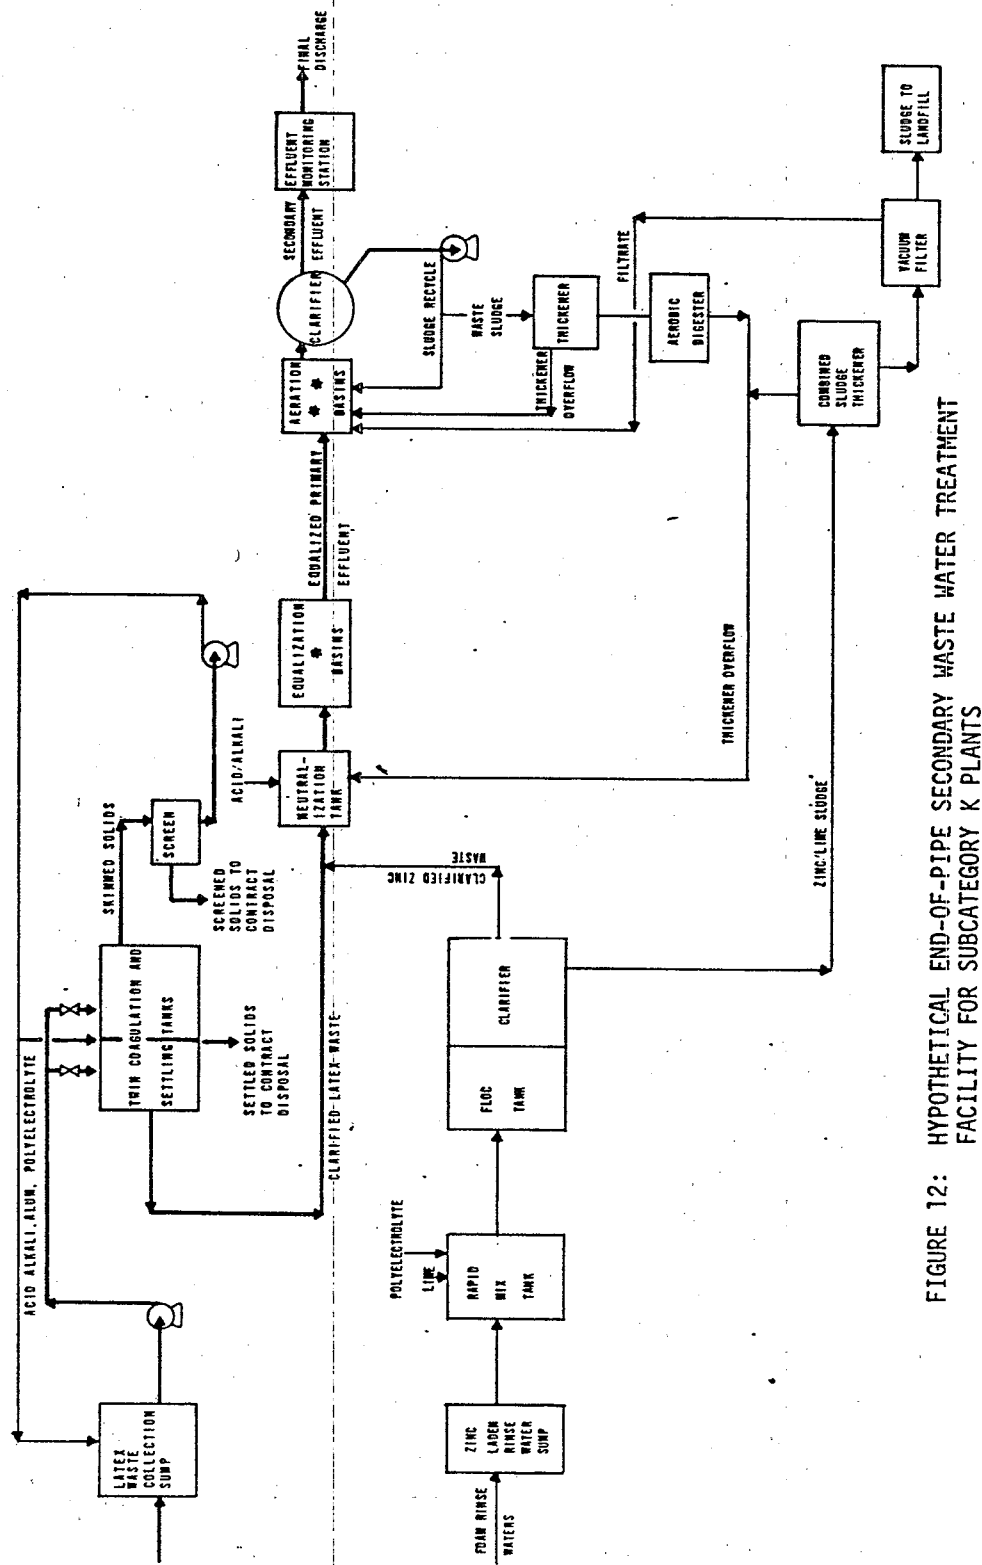 LATEX
WASTE
COLLECTION
SUMP
ACID ALKALI, ALUM, POLYELECTROLYTE
TWIN COAGULATION AND
SETTLING TANKS
SETTLED SOLIDS
TO CONTRACT
DISPOSAL
SKIMMED SOLIDS
SCREEN
SCREENED
SOLIDS TO
CONTRACT
DISPOSAL
CLARIFIED LATEX WASTE
ACID/ALKALI
NEUTRAL-
IZATION
TANK
EQUALIZATION
*
BASINS
EQUALIZED PRIMARY
EFFLUENT
AERATION
* *
BASINS
CLARIFIER
SECONDARY
EFFLUENT
EFFLUENT
MONITORING
STATION
FINAL
DISCHARGE
SLUDGE RECYCLE
WASTE
SLUDGE
THICKENER
THICKENER
OVERFLOW
FILTRATE
AEROBIC
DIGESTER
FOAM RINSE
WATERS
ZINC
LADEN
RINSE
WATER
SUMP
POLYELECTROLYTE
LIME
RAPID
MIX
TANK
FLOC
TANK
CLARIFIER
CLARIFIED ZINC
WASTE
THICKENER OVERFLOW
ZINC/LIME SLUDGE
COMBINED
SLUDGE
THICKENER
VACUUM
FILTER
SLUDGE TO
LANDFILL
FIGURE 12: HYPOTHETICAL END-OF-PIPE SECONDARY WASTE WATER TREATMENT
FACILITY FOR SUBCATEGORY K PLANTS